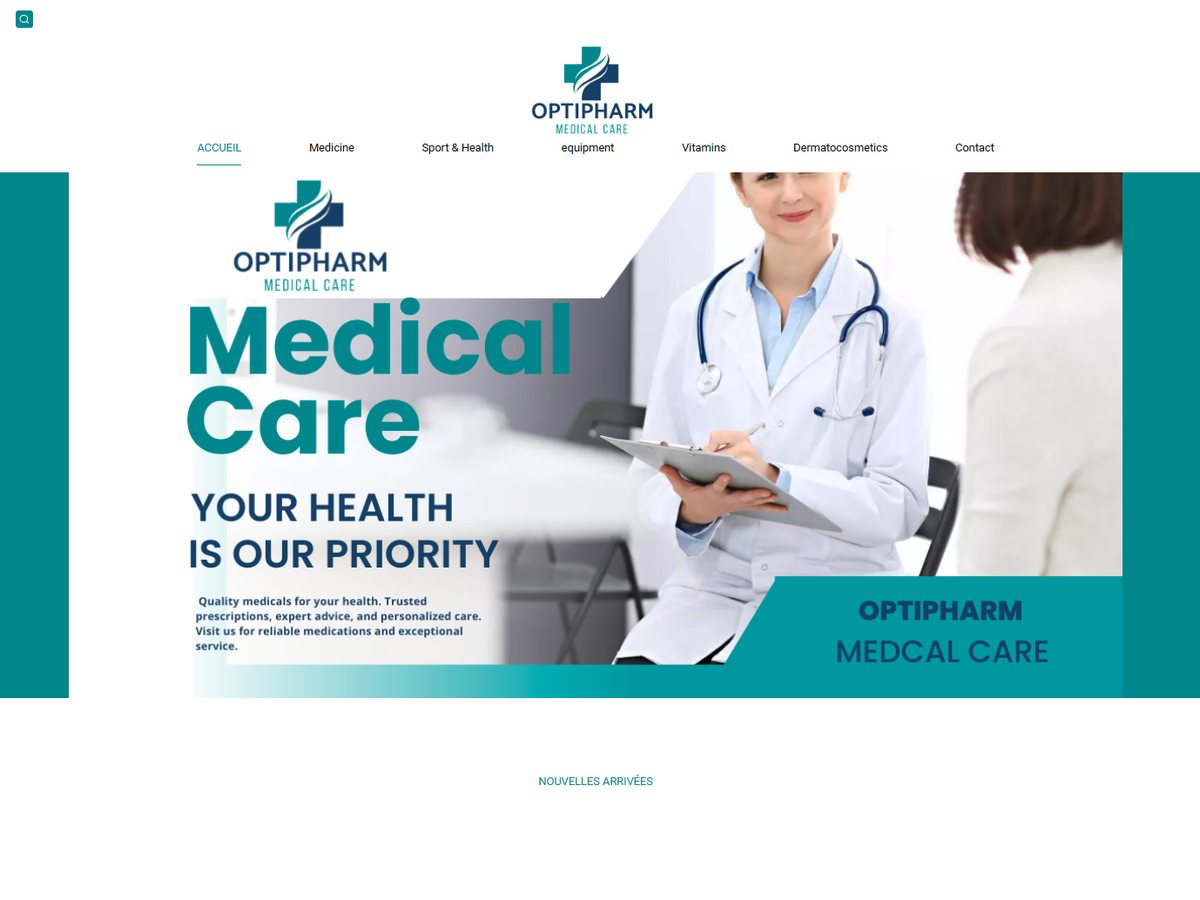 OPTIPHARM
MEDICAL CARE
ACCUEIL
Medicine
Sport & Health
equipment
Vitamins
Dermatocosmetics
Contact
OPTIPHARM
MEDICAL CARE
Medical
Care
YOUR HEALTH
IS OUR PRIORITY
Quality medicals for your health. Trusted
prescriptions, expert advice, and personalized care.
Visit us for reliable medications and exceptional
service.
OPTIPHARM
MEDCAL CARE
NOUVELLES ARRIVÉES